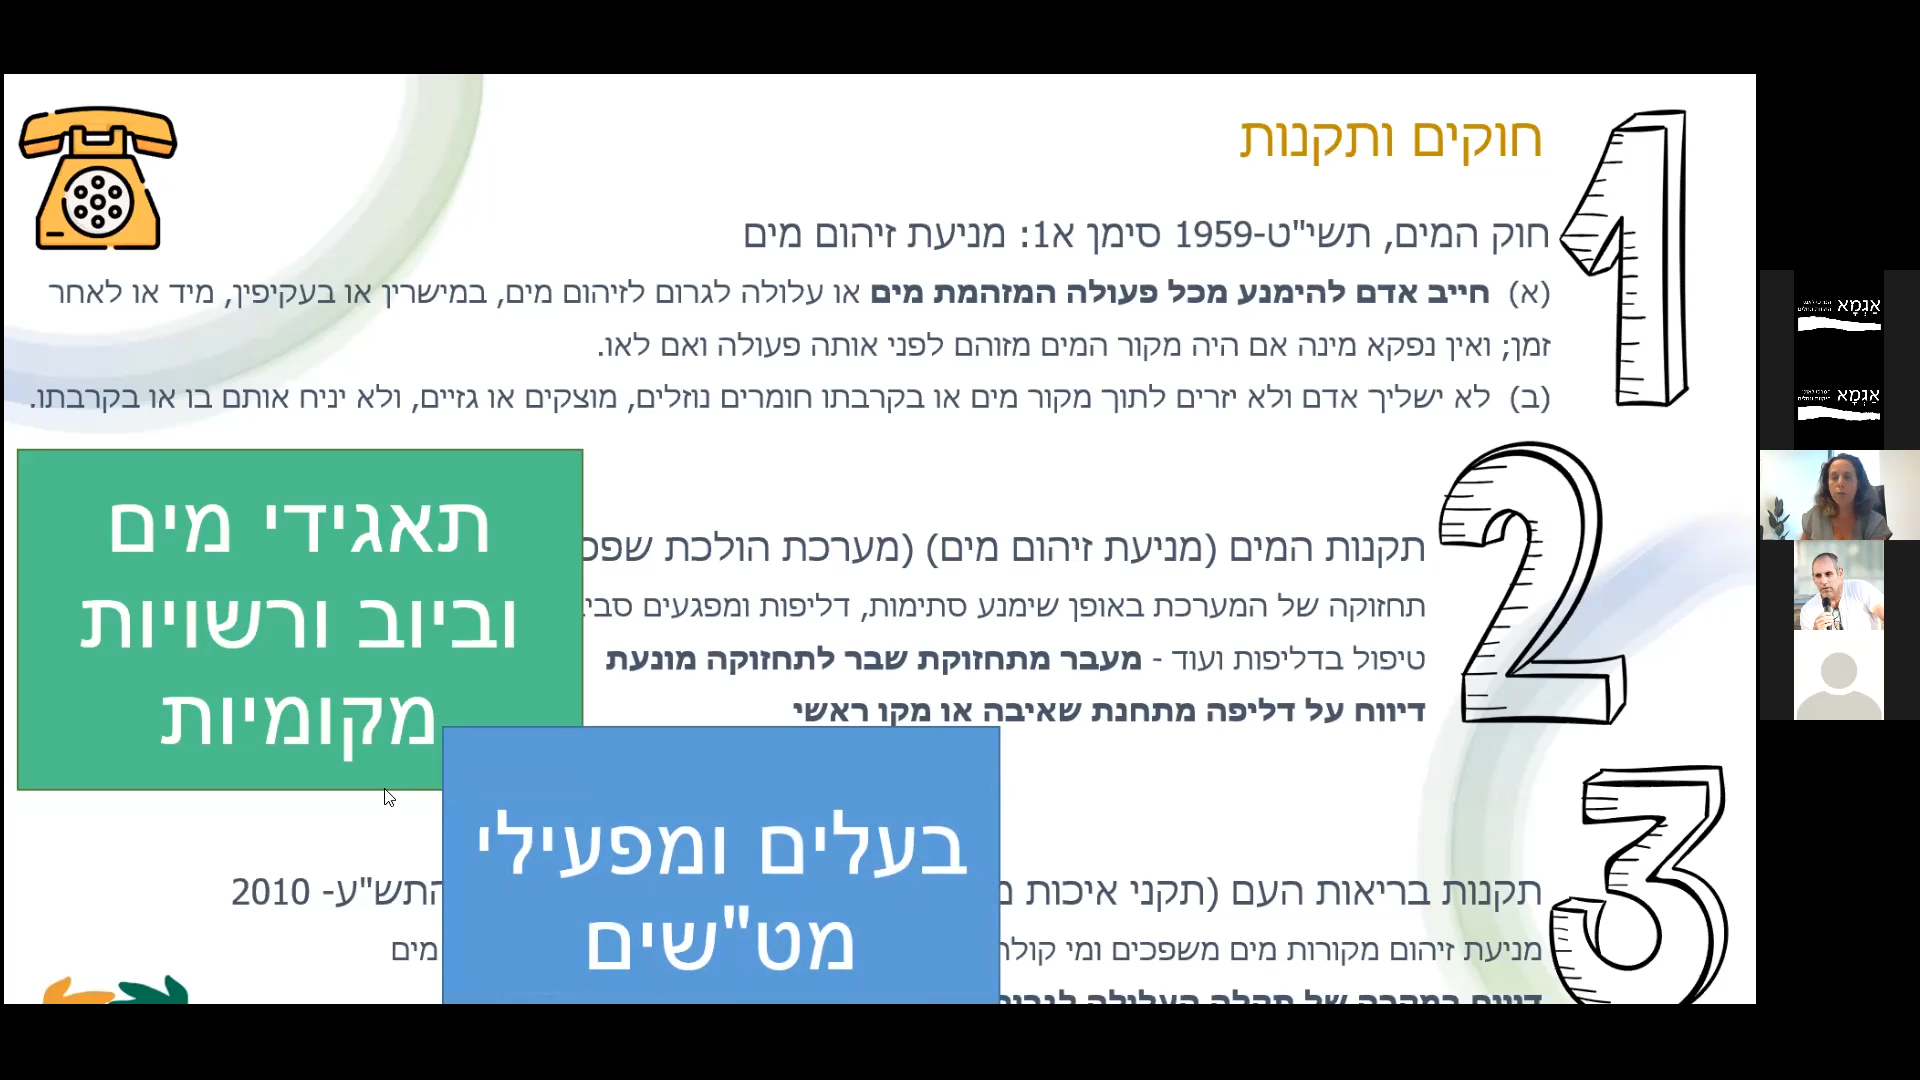 חוקים ותקנות
1
חוק המים, תשי"ט-1959 סימן א1: מניעת זיהום מים
(א) חייב אדם להימנע מכל פעולה המזהמת מים או עלולה לגרום לזיהום מים, במישרין או בעקיפין, מיד או לאחר
זמן; ואין נפקא מינה אם היה מקור המים מזוהם לפני אותה פעולה ואם לאו.
(ב) לא ישליך אדם ולא יזרים לתוך מקור מים או בקרבתו חומרים נוזלים, מוצקים או גזיים, ולא יניח אותם בו או בקרבתו.
2
תקנות המים (מניעת זיהום מים) (מערכת הולכת שפכ
תחזוקה של המערכת באופן שימנע סתימות, דליפות ומפגעים סבי
טיפול בדליפות ועוד - מעבר מתחזוקת שבר לתחזוקה מונעת
דיווח על דליפה מתחנת שאיבה או מקו ראשי
תאגידי מים
וביוב ורשויות
מקומיות
3
תקנות בריאות העם (תקני איכות מ התש"ע- 2010
מניעת זיהום מקורות מים משפכים ומי קולח מים
בעלים ומפעילי
מט"שים
אגמא
אגמא